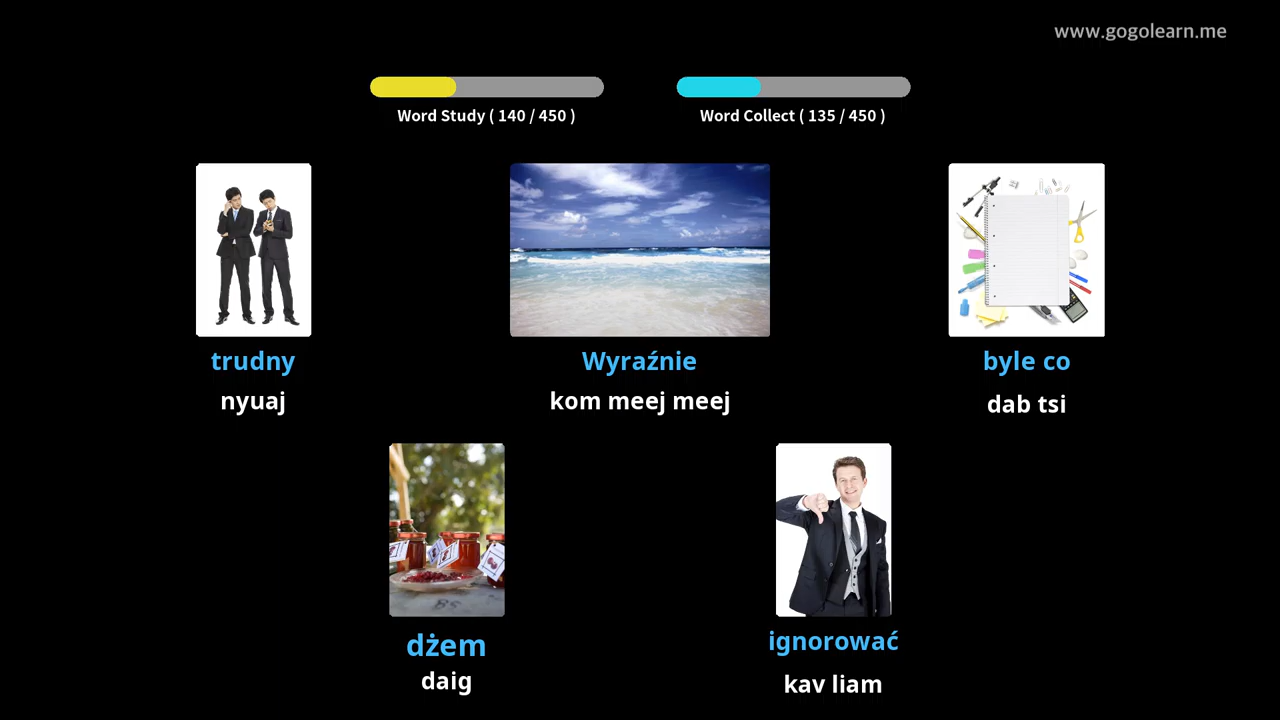 www.gogolearn.me
Word Study ( 140 / 450 )
Word Collect ( 135 / 450 )
trudny
nyuaj
Wyraźnie
kom meej meej
byle co
dab tsi
dżem
daig
ignorować
kav liam